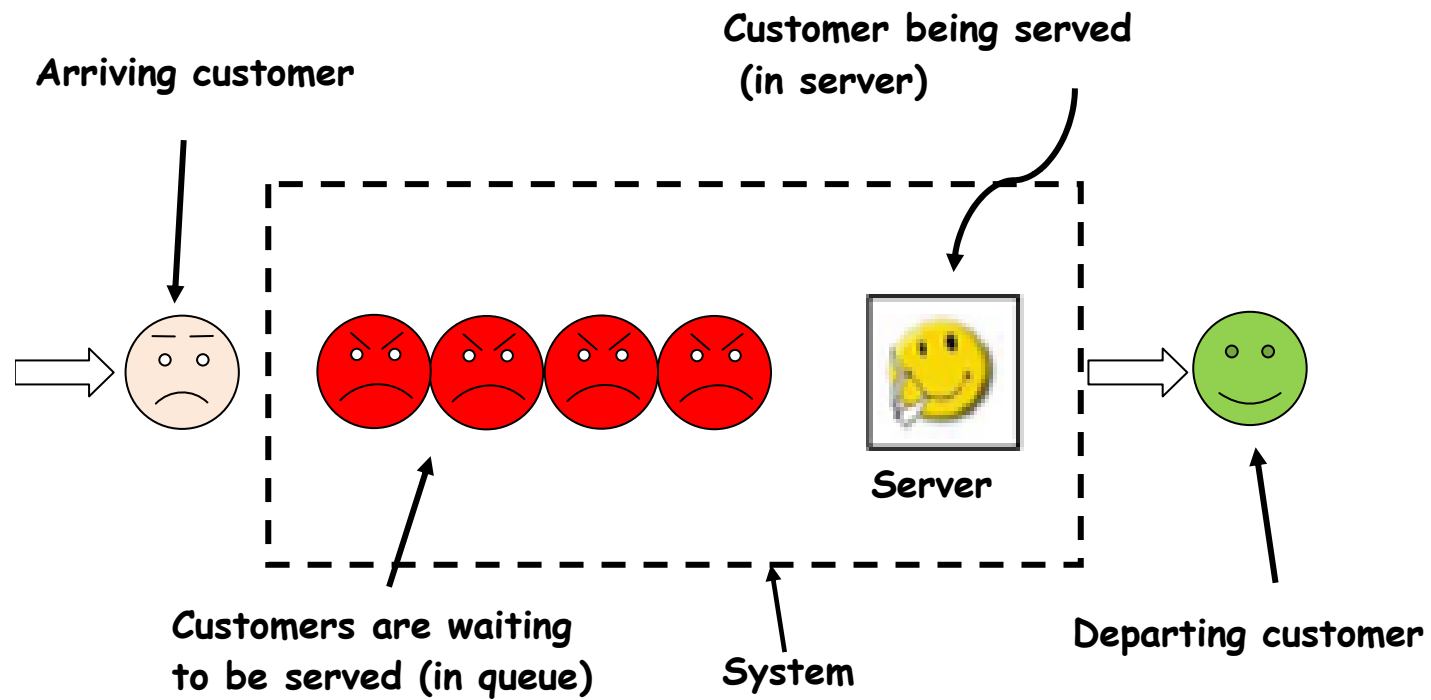 Customer being served
(in server)
Arriving customer
Server
Customers are waiting
to be served (in queue)
System
Departing customer